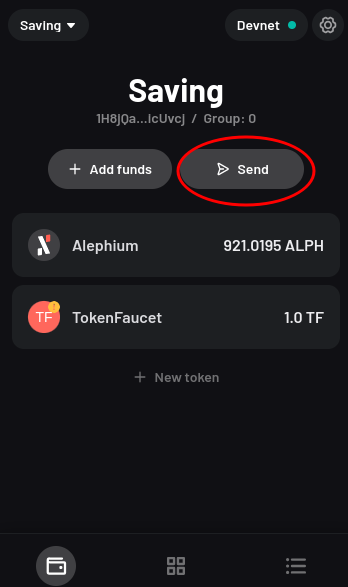 Saving
Devnet
Saving
1H8jQa...icUvcj / Group: 0
+ Add funds
Send
Alephium 921.0195 ALPH
TF TokenFaucet 1.0 TF
+ New token